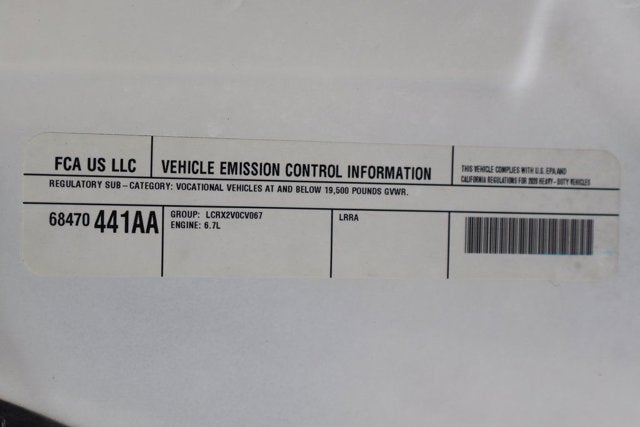 FCA US LLC
VEHICLE EMISSION CONTROL INFORMATION
THIS VEHICLE COMPLIES WITH U.S. EPA AND
CALIFORNIA REGULATIONS FOR 2020 HEAVY-DUTY VEHICLES
REGULATORY SUB-CATEGORY: VOCATIONAL VEHICLES AT AND BELOW 19,500 POUNDS GVWR.
68470 441AA
GROUP: LCRX2VOCV067
ENGINE: 6.7L
LRRA